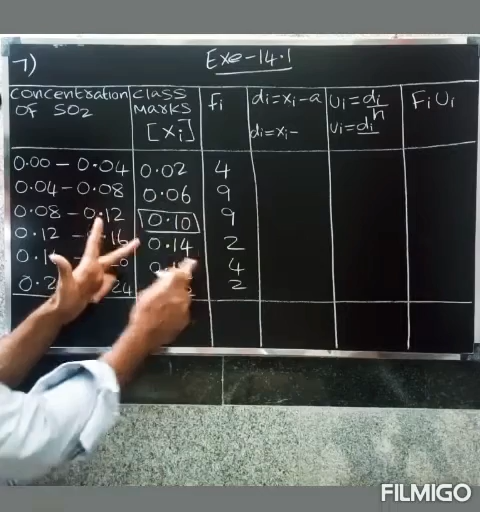 7) Exe-14.1
Concentration of SO2 Class Marks [xi] Fi di=xi-a di=xi- Ui=di/h Ui=di FiUi
0.00-0.04 0.02 4
0.04-0.08 0.06 9
0.08-0.12 0.10 9
0.12 0.14 2
4
2
FILMIGO